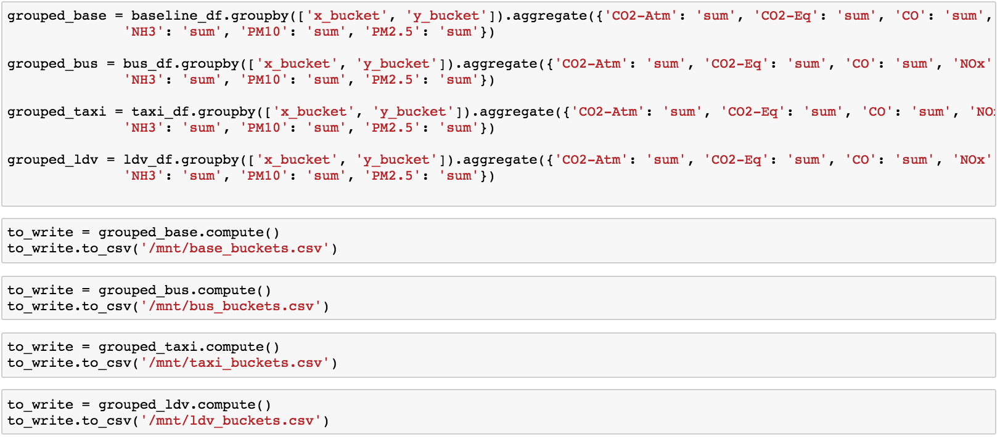 grouped_base = baseline_df.groupby(['x_bucket', 'y_bucket']).aggregate({'CO2-Atm': 'sum', 'CO2-Eq': 'sum', 'CO': 'sum',
'NH3': 'sum', 'PM10': 'sum', 'PM2.5': 'sum'})
grouped_bus = bus_df.groupby(['x_bucket', 'y_bucket']).aggregate({'CO2-Atm': 'sum', 'CO2-Eq': 'sum', 'CO': 'sum', 'NOx'
'NH3': 'sum', 'PM10': 'sum', 'PM2.5': 'sum'})
grouped_taxi = taxi_df.groupby(['x_bucket', 'y_bucket']).aggregate({'CO2-Atm': 'sum', 'CO2-Eq': 'sum', 'CO': 'sum',
'NH3': 'sum', 'PM10': 'sum', 'PM2.5': 'sum'})
grouped_ldv = ldv_df.groupby(['x_bucket', 'y_bucket']).aggregate({'CO2-Atm': 'sum', 'CO2-Eq': 'sum', 'CO': 'sum', 'NOx'
'NH3': 'sum', 'PM10': 'sum', 'PM2.5': 'sum'})
to_write = grouped_base.compute()
to_write.to_csv('/mnt/base_buckets.csv')
to_write = grouped_bus.compute()
to_write.to_csv('/mnt/bus_buckets.csv')
to_write = grouped_taxi.compute()
to_write.to_csv('/mnt/taxi_buckets.csv')
to_write = grouped_ldv.compute()
to_write.to_csv('/mnt/ldv_buckets.csv')